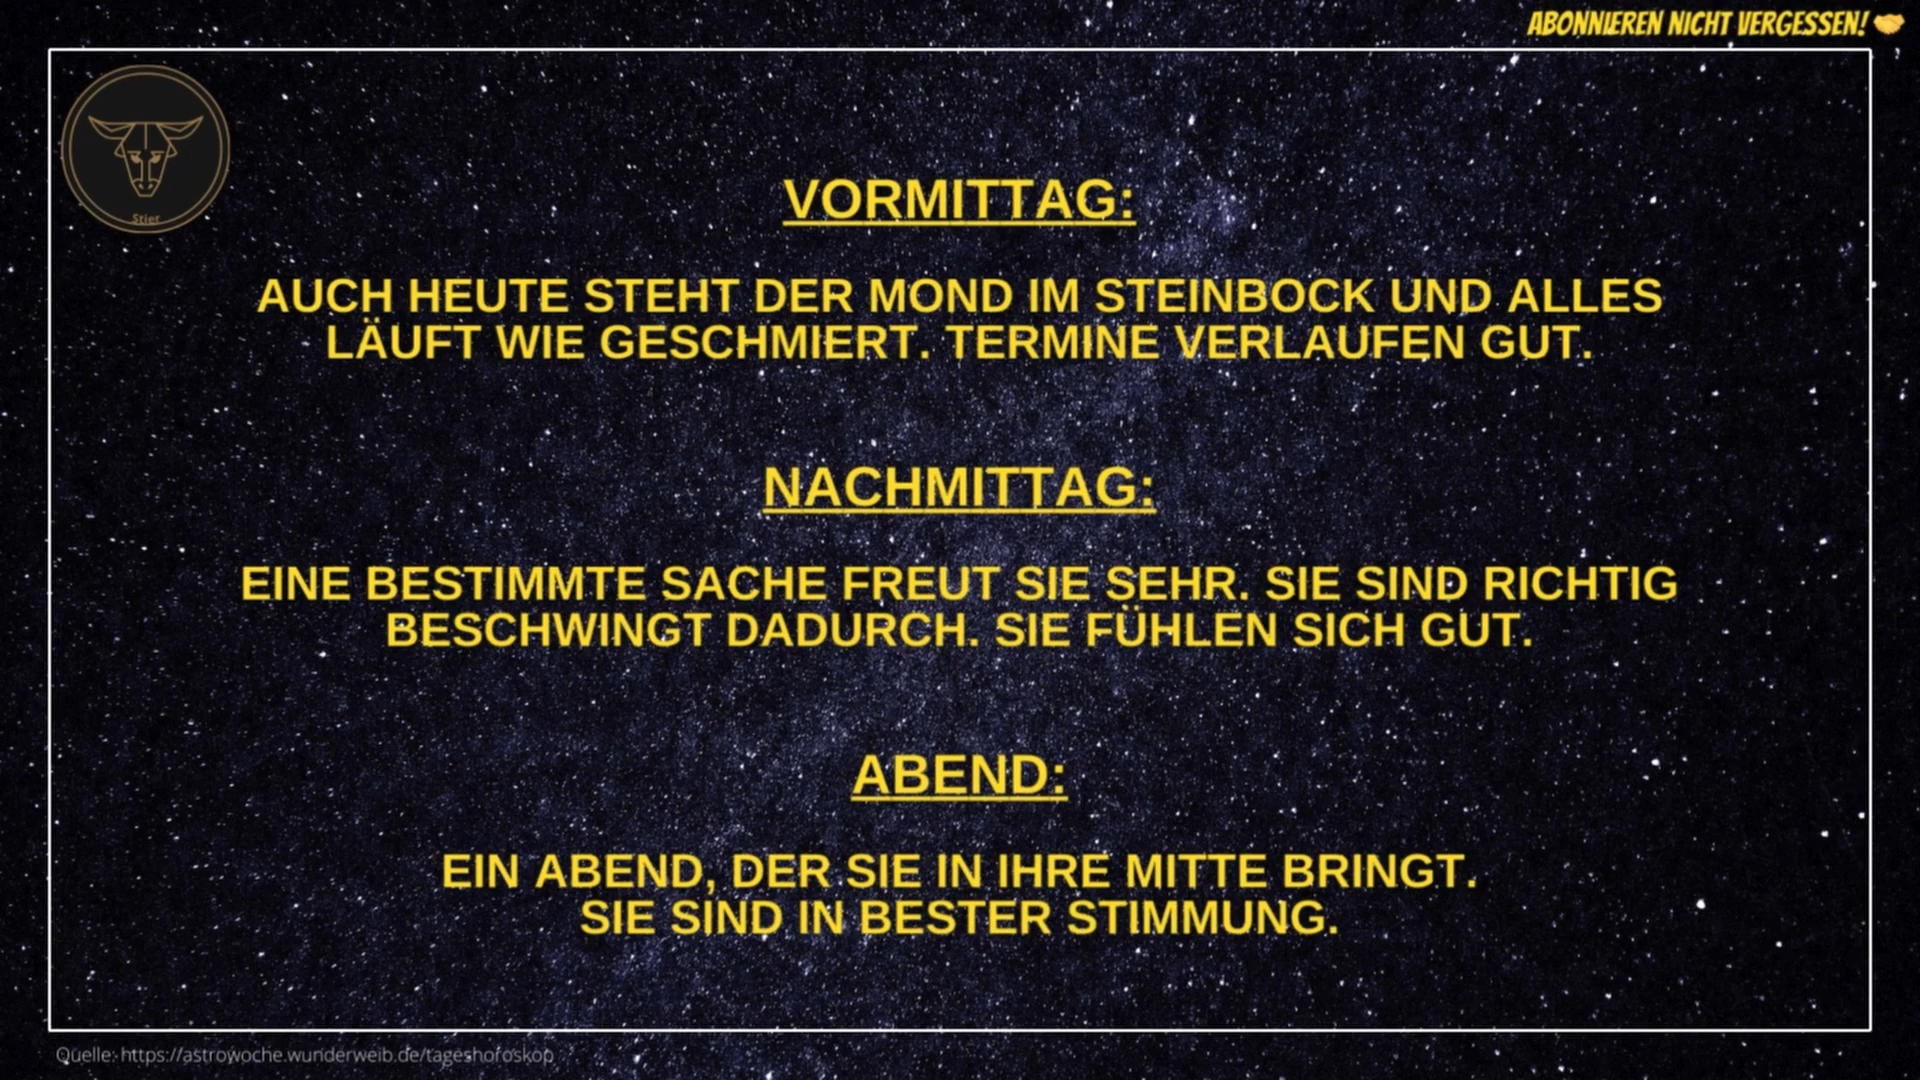 ABONNIEREN NICHT VERGESSEN!
Stier
VORMITTAG:
AUCH HEUTE STEHT DER MOND IM STEINBOCK UND ALLES
LÄUFT WIE GESCHMIERT. TERMINE VERLAUFEN GUT.
NACHMITTAG:
EINE BESTIMMTE SACHE FREUT SIE SEHR. SIE SIND RICHTIG
BESCHWINGT DADURCH. SIE FÜHLEN SICH GUT.
ABEND:
EIN ABEND, DER SIE IN IHRE MITTE BRINGT.
SIE SIND IN BESTER STIMMUNG.
Quelle: https://astrowoche.wunderweib.de/tageshoroskop